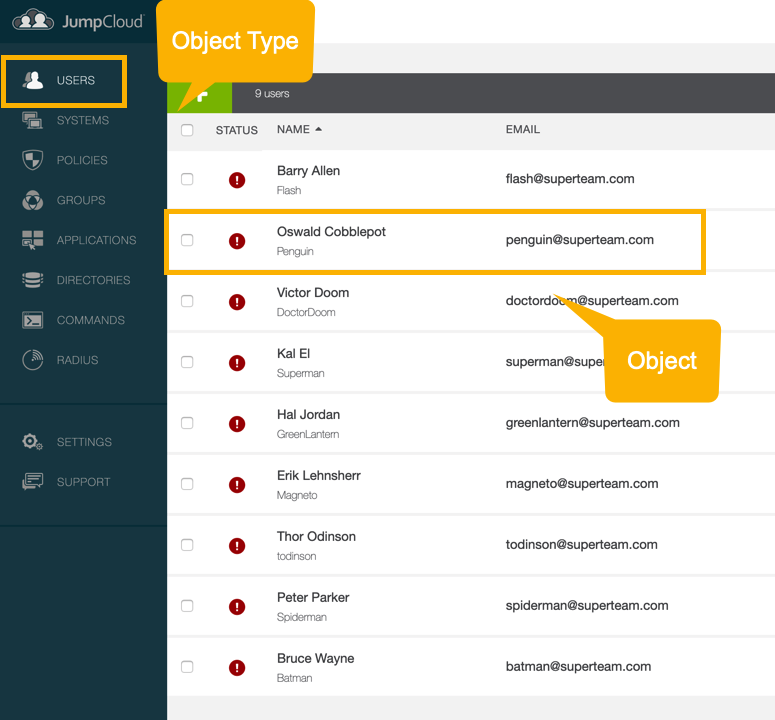 JumpCloud
Object Type
USERS
SYSTEMS
POLICIES
GROUPS
APPLICATIONS
DIRECTORIES
COMMANDS
RADIUS
SETTINGS
SUPPORT
9 users
STATUS NAME EMAIL
Barry Allen
Flash
flash@superteam.com
Oswald Cobblepot
Penguin
penguin@superteam.com
Victor Doom
DoctorDoom
doctordoom@superteam.com
Kal El
Superman
superman@supe
Object
Hal Jordan
GreenLantern
greenlantern@superteam.com
Erik Lehnsherr
Magneto
magneto@superteam.com
Thor Odinson
todinson
todinson@superteam.com
Peter Parker
Spiderman
spiderman@superteam.com
Bruce Wayne
Batman
batman@superteam.com